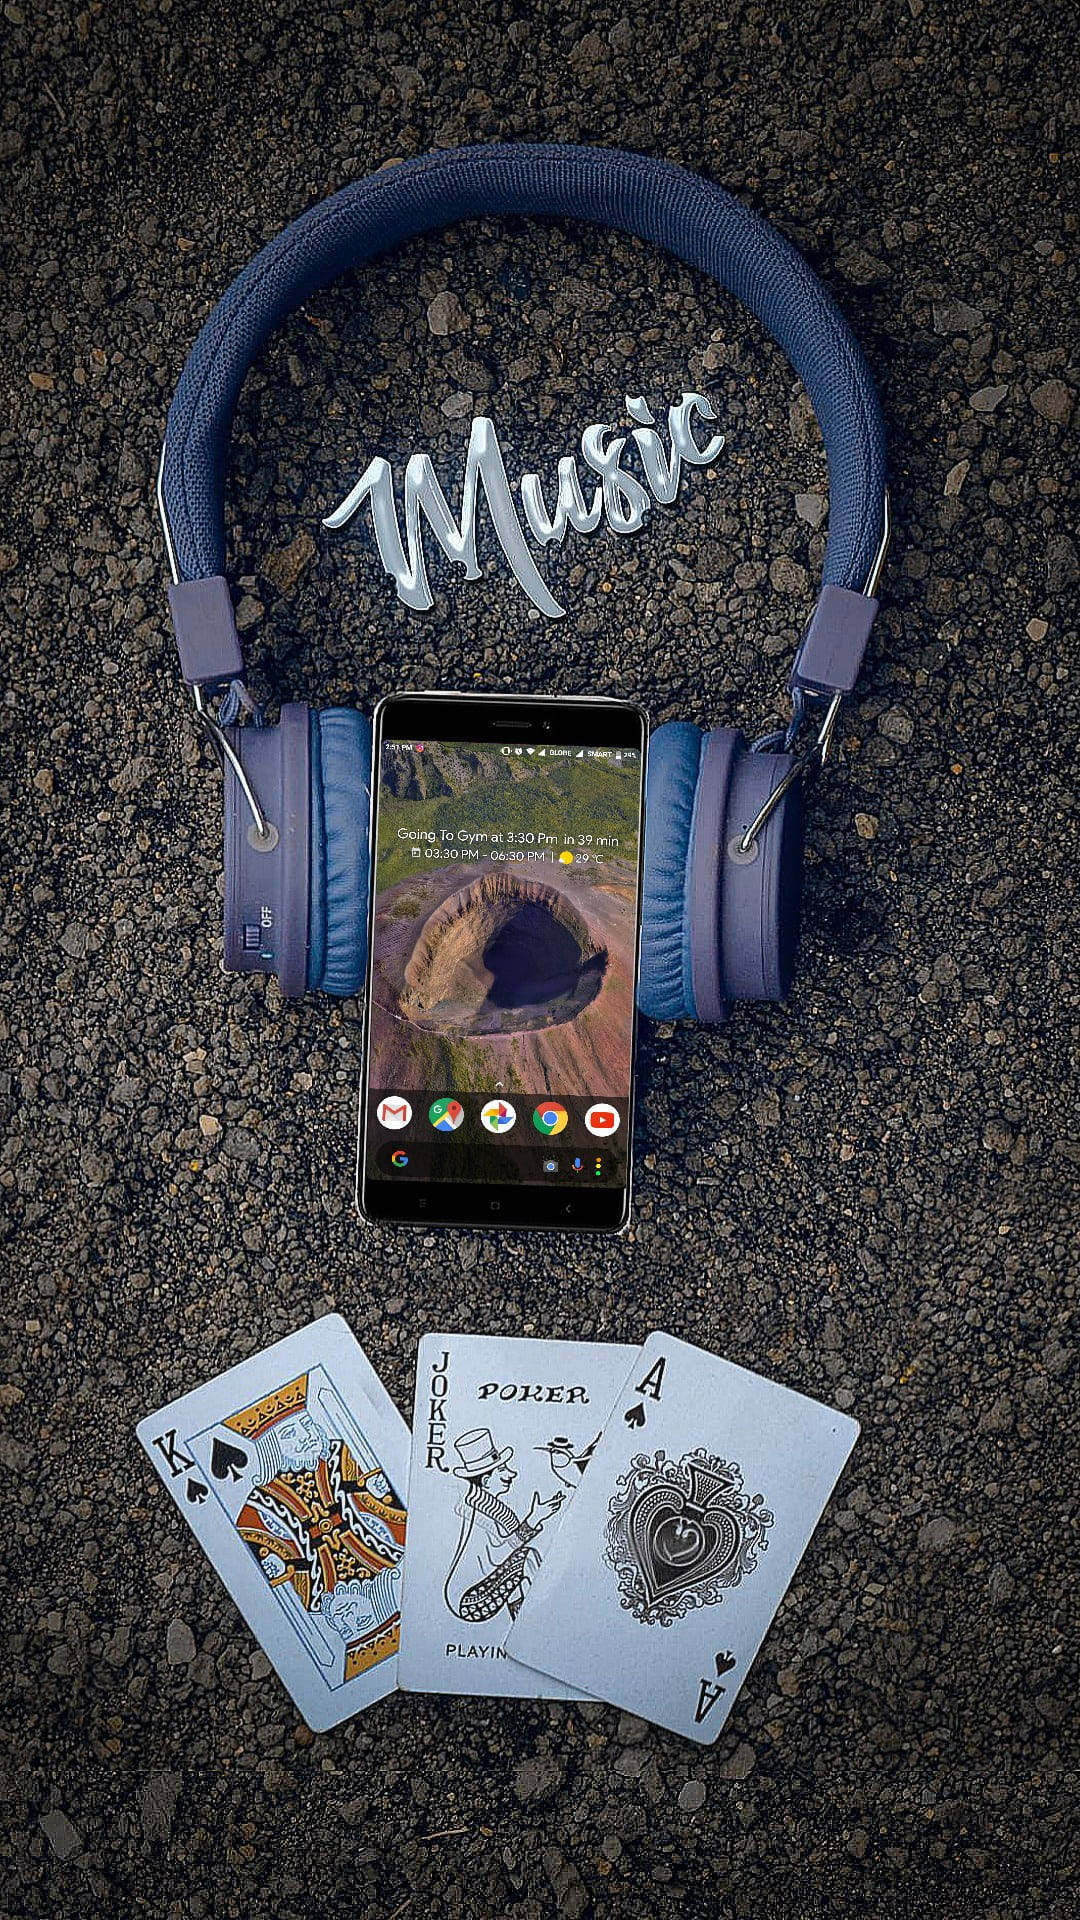 Music
2:51 PM
GLOBE
SMART
29%
Going To Gym at 3:30 Pm in 39 min
03:30 PM - 06:30 PM | 29 °C
G
OFF
K
JOKER
POKER
PLAYIN
A
A